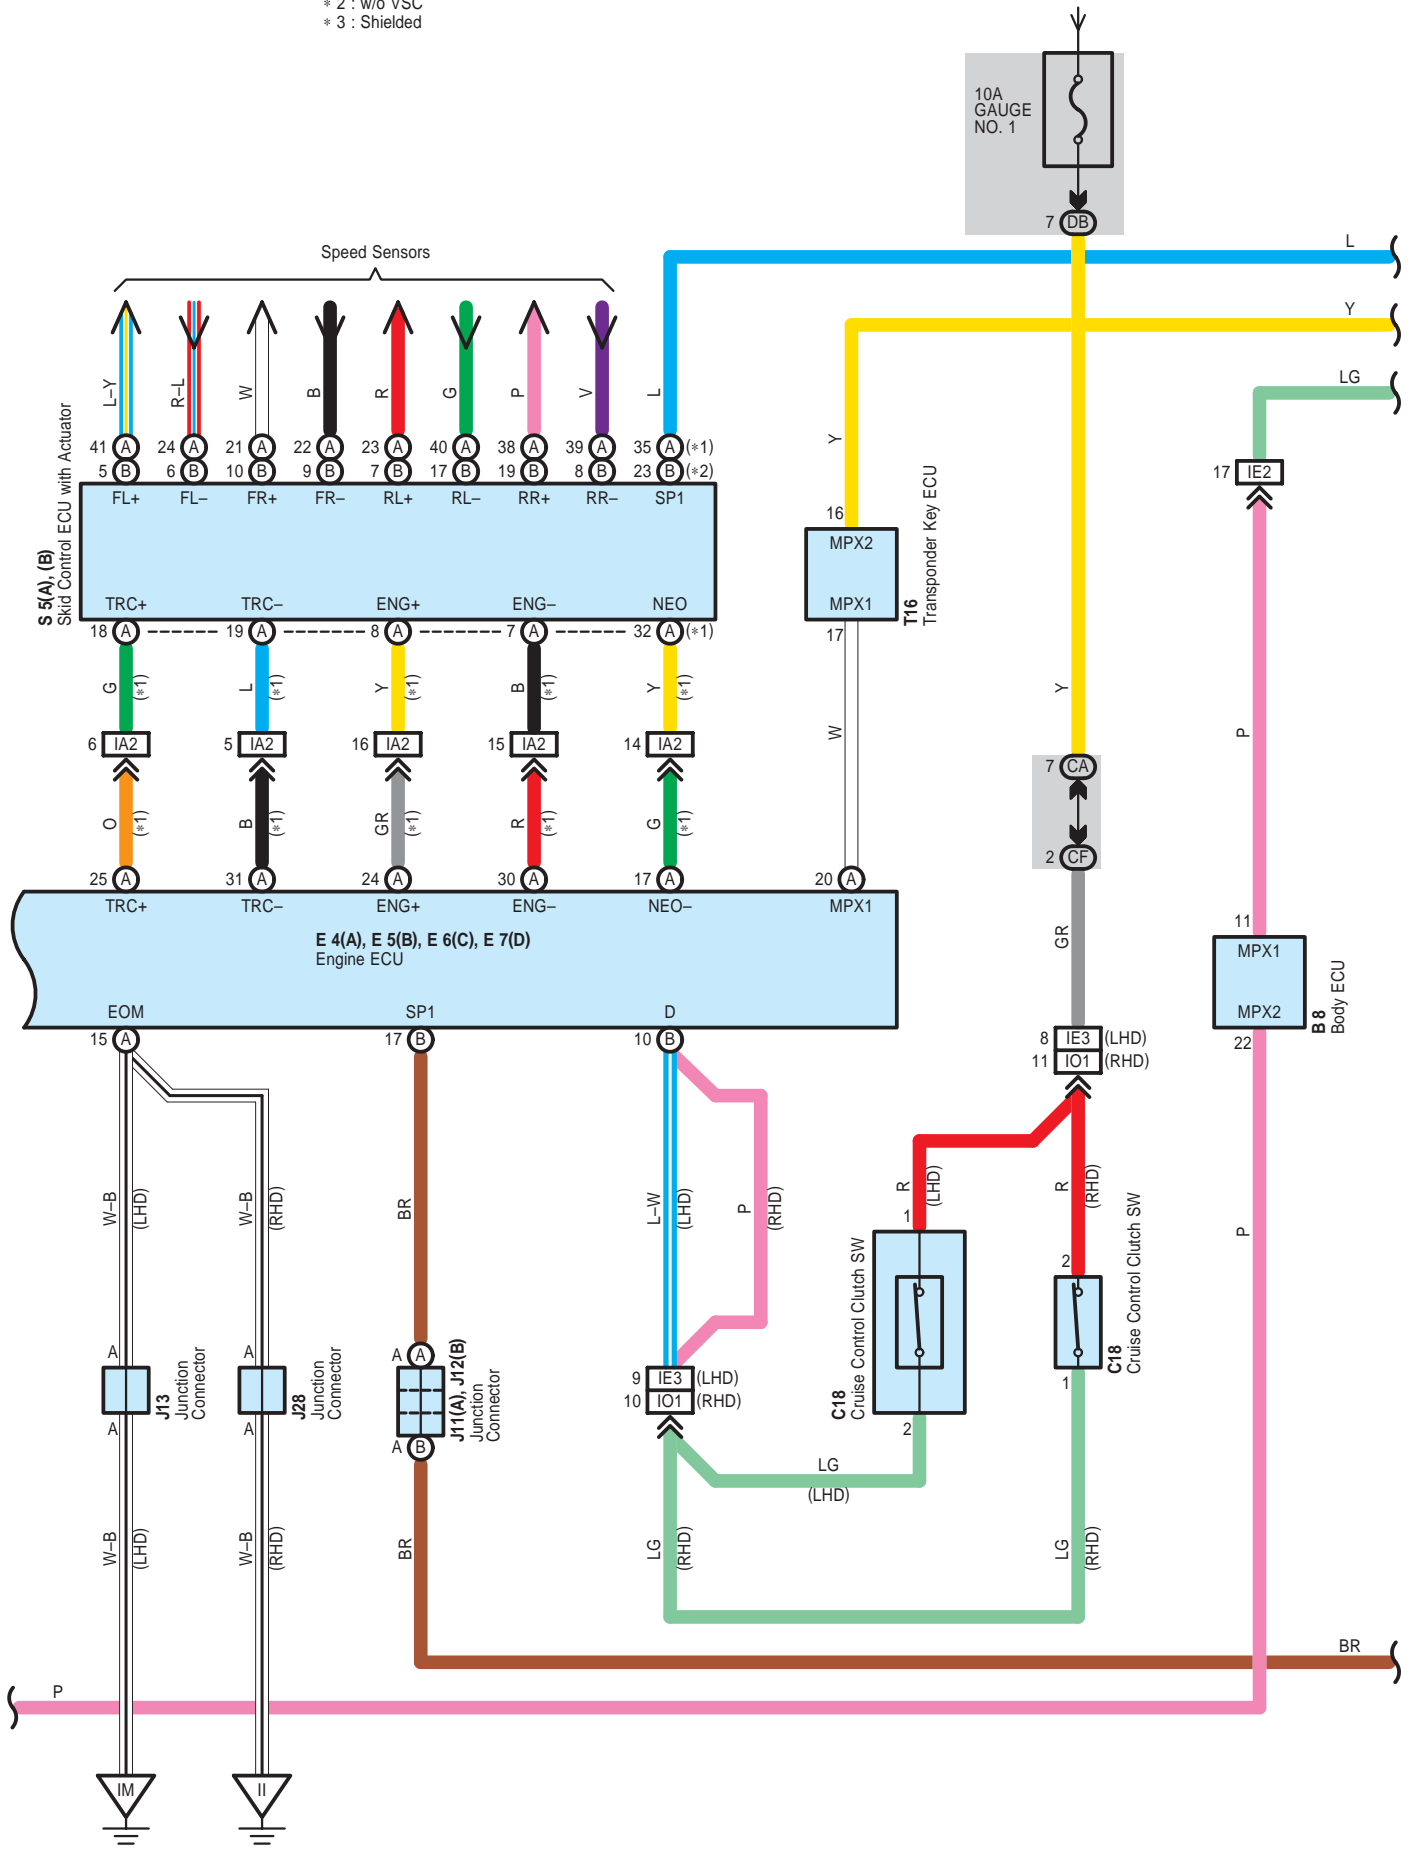 * 2 : w/o VSC
* 3 : Shielded
10A
GAUGE
NO. 1
7 DB
Speed Sensors
L
Y
LG
L–Y
R–L
W
B
R
G
P
V
L
Y
41 A
24 A
21 A
22 A
23 A
40 A
38 A
39 A
35 A (*1)
5 B
6 B
10 B
9 B
7 B
17 B
19 B
8 B
23 B (*2)
17 IE2
FL+
FL–
FR+
FR–
RL+
RL–
RR+
RR–
SP1
S 5(A), (B)
Skid Control ECU with Actuator
16
MPX2
MPX1
17
T16
Transponder Key ECU
TRC+
TRC–
ENG+
ENG–
NEO
18 A
19 A
8 A
7 A
32 A (*1)
G
(*1)
L
(*1)
Y
(*1)
B
(*1)
Y
(*1)
W
Y
P
6 IA2
5 IA2
16 IA2
15 IA2
14 IA2
7 CA
2 CF
O
(*1)
B
(*1)
GR
(*1)
R
(*1)
G
(*1)
25 A
31 A
24 A
30 A
17 A
20 A
TRC+
TRC–
ENG+
ENG–
NEO–
MPX1
E 4(A), E 5(B), E 6(C), E 7(D)
Engine ECU
GR
11
MPX1
MPX2
22
B 8
Body ECU
EOM
SP1
D
15 A
17 B
10 B
8 IE3 (LHD)
11 IO1 (RHD)
W–B
(LHD)
W–B
(RHD)
BR
L–W
(LHD)
P
(RHD)
R
(LHD)
R
(RHD)
P
1
2
C18
Cruise Control Clutch SW
2
1
C18
Cruise Control Clutch SW
A
A
J13
Junction
Connector
A
A
J28
Junction
Connector
A A
A B
J11(A), J12(B)
Junction
Connector
9 IE3 (LHD)
10 IO1 (RHD)
LG
(LHD)
W–B
(LHD)
W–B
(RHD)
BR
LG
(RHD)
LG
(RHD)
BR
P
IM
II